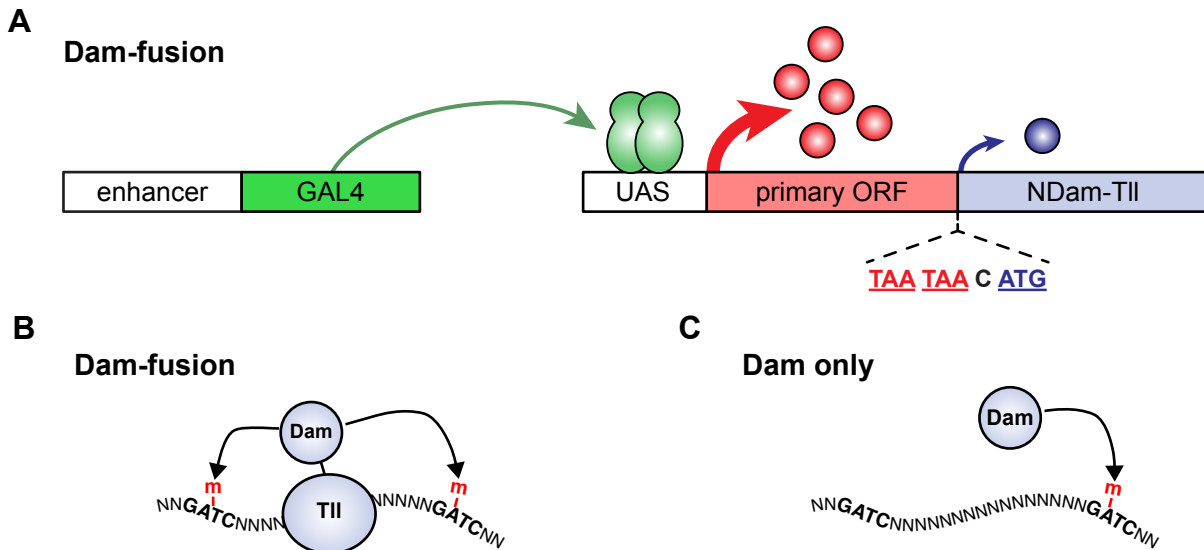 A
Dam-fusion
enhancer GAL4 UAS primary ORF NDam-Tll
TAA TAA C ATG
B
Dam-fusion
Dam
m m
NNGATCNNNN Tll NNNNNGATCNN
C
Dam only
Dam
m
NNGATCNNNNNNNNNNNNNNNNGATCNN